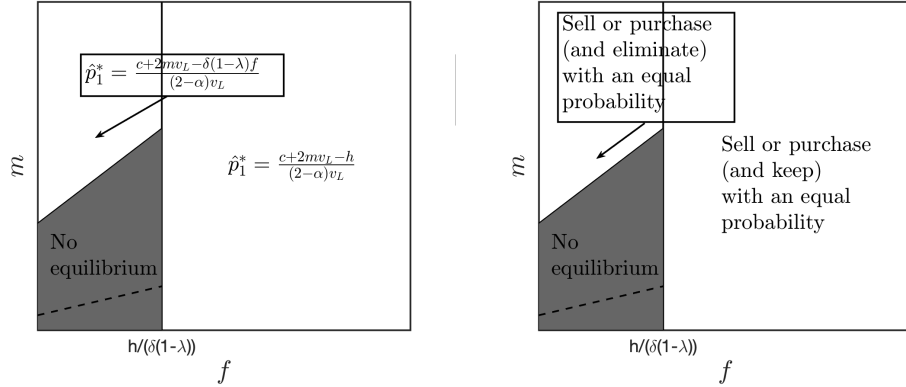 p̂₁* = (c+2mv_L−δ(1−λ)f)/((2−α)v_L)
p̂₁* = (c+2mv_L−h)/((2−α)v_L)
m
No
equilibrium
h/(δ(1-λ))
f
Sell or purchase
(and eliminate)
with an equal
probability
Sell or purchase
(and keep)
with an equal
probability
m
No
equilibrium
h/(δ(1-λ))
f